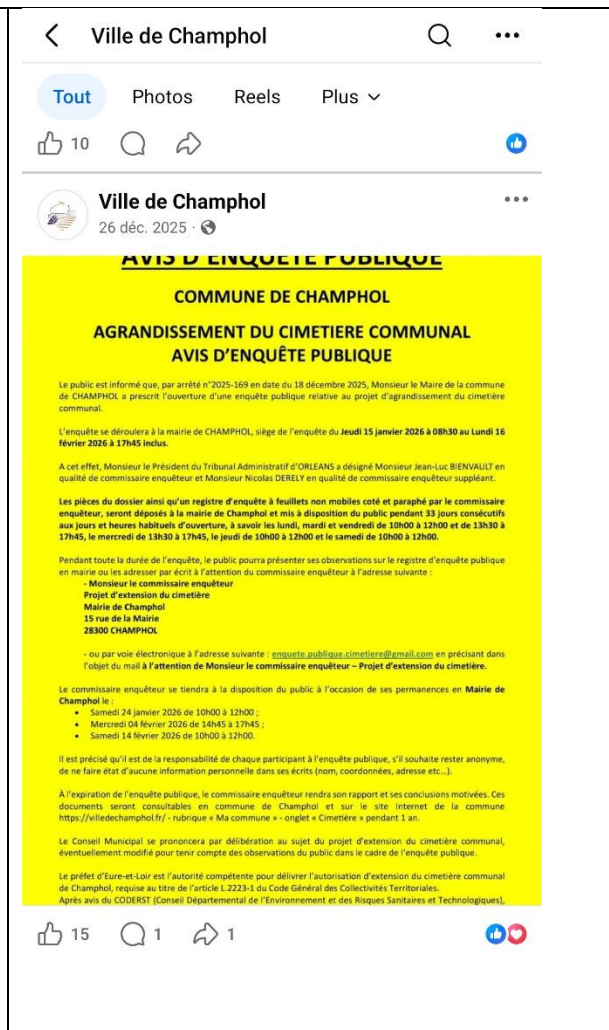 Ville de Champhol
Tout Photos Reels Plus
10
Ville de Champhol
26 déc. 2025
AVIS D'ENQUÊTE PUBLIQUE
COMMUNE DE CHAMPHOL
AGRANDISSEMENT DU CIMETIERE COMMUNAL
AVIS D'ENQUÊTE PUBLIQUE
Le public est informé que, par arrêté n°2025-169 en date du 18 décembre 2025, Monsieur le Maire de la commune
de CHAMPHOL a prescrit l'ouverture d'une enquête publique relative au projet d'agrandissement du cimetière
communal.
L'enquête se déroulera à la mairie de CHAMPHOL, siège de l'enquête du Jeudi 15 janvier 2026 à 08h30 au Lundi 16
février 2026 à 17h45 inclus.
A cet effet, Monsieur le Président du Tribunal Administratif d'ORLEANS a désigné Monsieur Jean-Luc BIENVAULT en
qualité de commissaire enquêteur et Monsieur Nicolas DERELY en qualité de commissaire enquêteur suppléant.
Les pièces du dossier ainsi qu'un registre d'enquête à feuillets non mobiles coté et paraphé par le commissaire
enquêteur, seront déposés à la mairie de Champhol et mis à disposition du public pendant 33 jours consécutifs
aux jours et heures habituels d'ouverture, à savoir les lundi, mardi et vendredi de 10h00 à 12h00 et de 13h30 à
17h45, le mercredi de 13h30 à 17h45, le jeudi de 10h00 à 12h00 et le samedi de 10h00 à 12h00.
Pendant toute la durée de l'enquête, le public pourra présenter ses observations sur le registre d'enquête publique
en mairie ou les adresser par écrit à l'attention du commissaire enquêteur à l'adresse suivante :
- Monsieur le commissaire enquêteur
Projet d'extension du cimetière
Mairie de Champhol
15 rue de la Mairie
28300 CHAMPHOL
- ou par voie électronique à l'adresse suivante : enquete.publique.cimetiere@gmail.com en précisant dans
l'objet du mail à l'attention de Monsieur le commissaire enquêteur – Projet d'extension du cimetière.
Le commissaire enquêteur se tiendra à la disposition du public à l'occasion de ses permanences en Mairie de
Champhol le :
• Samedi 24 janvier 2026 de 10h00 à 12h00 ;
• Mercredi 04 février 2026 de 14h45 à 17h45 ;
• Samedi 14 février 2026 de 10h00 à 12h00.
Il est précisé qu'il est de la responsabilité de chaque participant à l'enquête publique, s'il souhaite rester anonyme,
de ne faire état d'aucune information personnelle dans ses écrits (nom, coordonnées, adresse etc...).
À l'expiration de l'enquête publique, le commissaire enquêteur rendra son rapport et ses conclusions motivées. Ces
documents seront consultables en commune de Champhol et sur le site Internet de la commune
https://villedechamphol.fr/ - rubrique « Ma commune » - onglet « Cimetière » pendant 1 an.
Le Conseil Municipal se prononcera par délibération au sujet du projet d'extension du cimetière communal,
éventuellement modifié pour tenir compte des observations du public dans le cadre de l'enquête publique.
Le préfet d'Eure-et-Loir est l'autorité compétente pour délivrer l'autorisation d'extension du cimetière communal
de Champhol, requise au titre de l'article L.2223-1 du Code Général des Collectivités Territoriales.
Après avis du CODERST (Conseil Départemental de l'Environnement et des Risques Sanitaires et Technologiques),
15 1 1